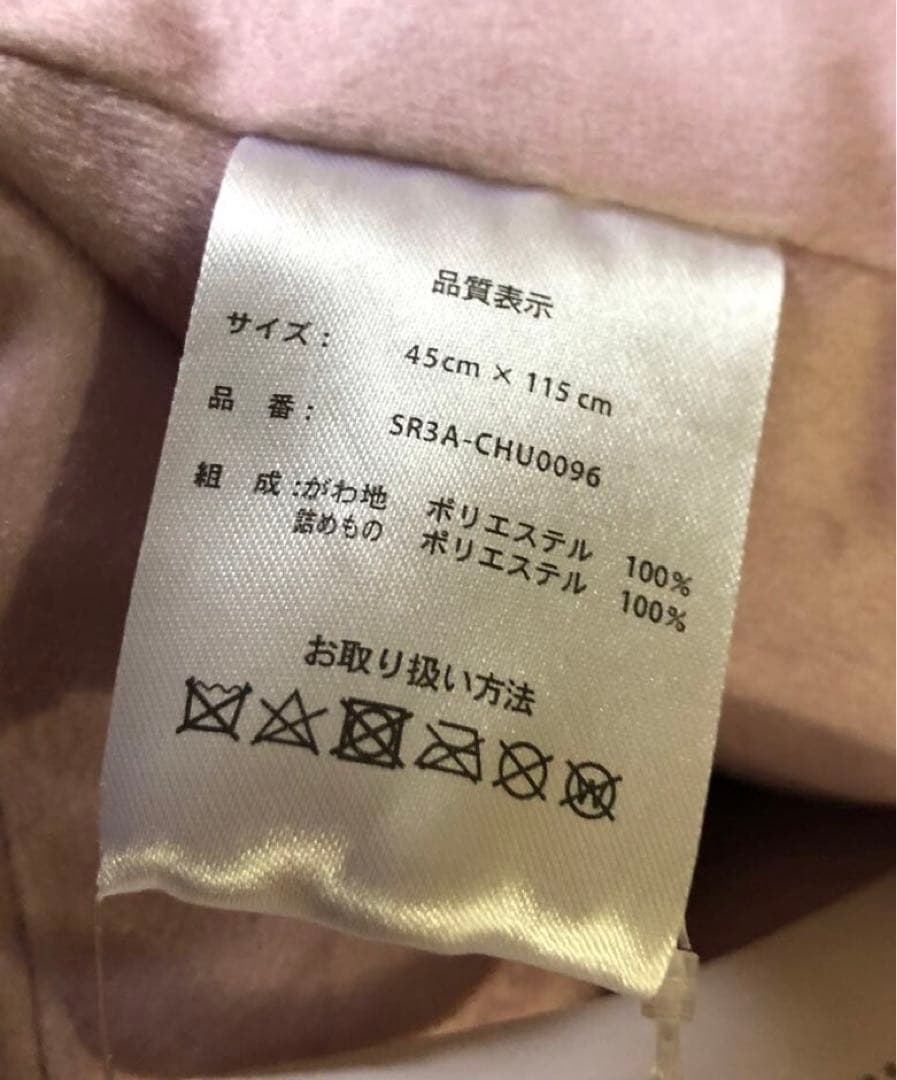 品質表示
サイズ： 45cm × 115cm
品 番： SR3A-CHU0096
組 成：がわ地 ポリエステル 100%
詰めもの ポリエステル 100%
お取り扱い方法
W